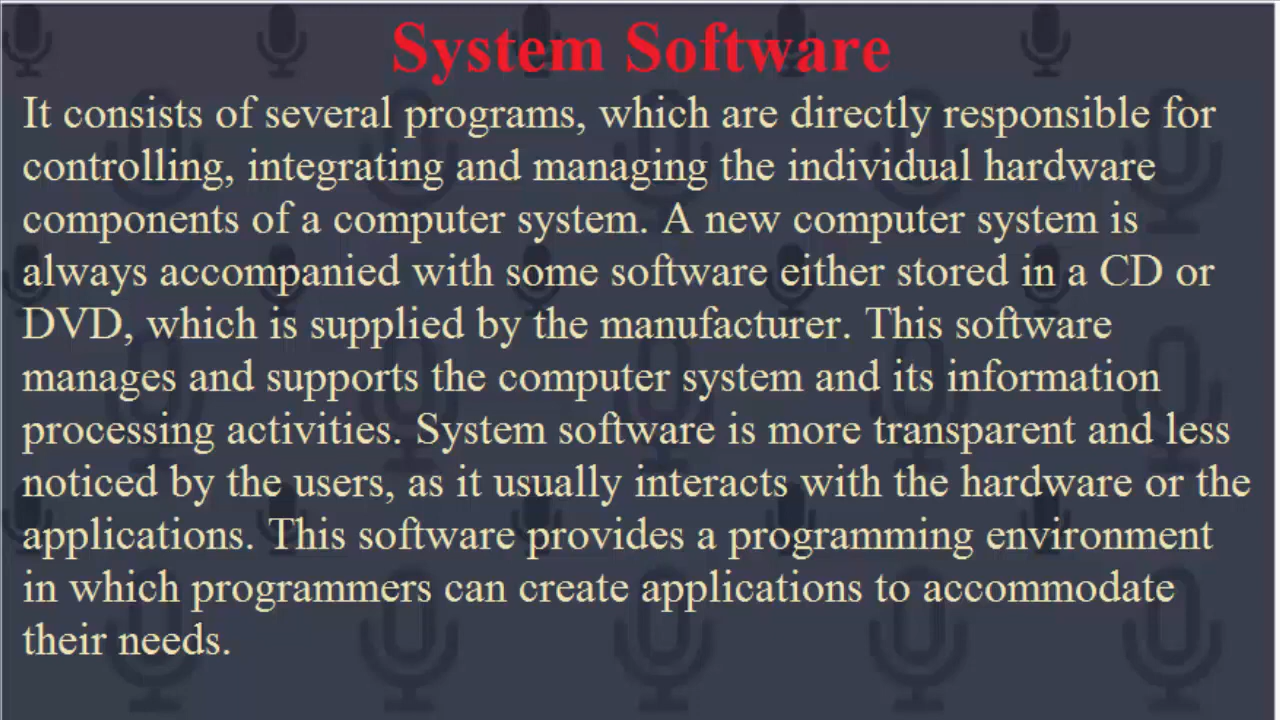 System Software
It consists of several programs, which are directly responsible for
controlling, integrating and managing the individual hardware
components of a computer system. A new computer system is
always accompanied with some software either stored in a CD or
DVD, which is supplied by the manufacturer. This software
manages and supports the computer system and its information
processing activities. System software is more transparent and less
noticed by the users, as it usually interacts with the hardware or the
applications. This software provides a programming environment
in which programmers can create applications to accommodate
their needs.